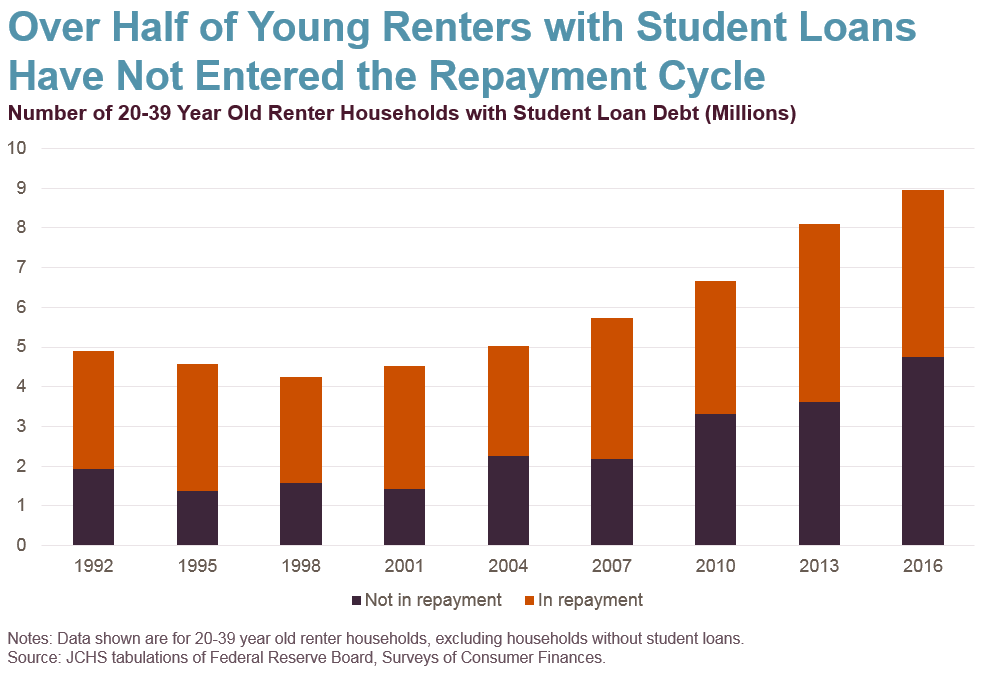 Over Half of Young Renters with Student Loans
Have Not Entered the Repayment Cycle
Number of 20-39 Year Old Renter Households with Student Loan Debt (Millions)
10
9
8
7
6
5
4
3
2
1
0
1992 1995 1998 2001 2004 2007 2010 2013 2016
Not in repayment In repayment
Notes: Data shown are for 20-39 year old renter households, excluding households without student loans.
Source: JCHS tabulations of Federal Reserve Board, Surveys of Consumer Finances.